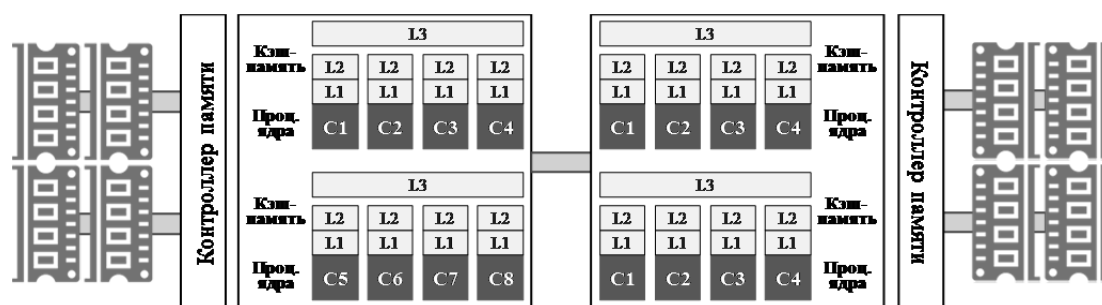 Контроллер памяти
L3
Кэш-
память
L2 L2 L2 L2
L1 L1 L1 L1
Проц.
ядра
C1 C2 C3 C4
L3
Кэш-
память
L2 L2 L2 L2
L1 L1 L1 L1
Проц.
ядра
C5 C6 C7 C8
L3
Кэш-
память
L2 L2 L2 L2
L1 L1 L1 L1
Проц.
ядра
C1 C2 C3 C4
L3
Кэш-
память
L2 L2 L2 L2
L1 L1 L1 L1
Проц.
ядра
C1 C2 C3 C4
Контроллер памяти